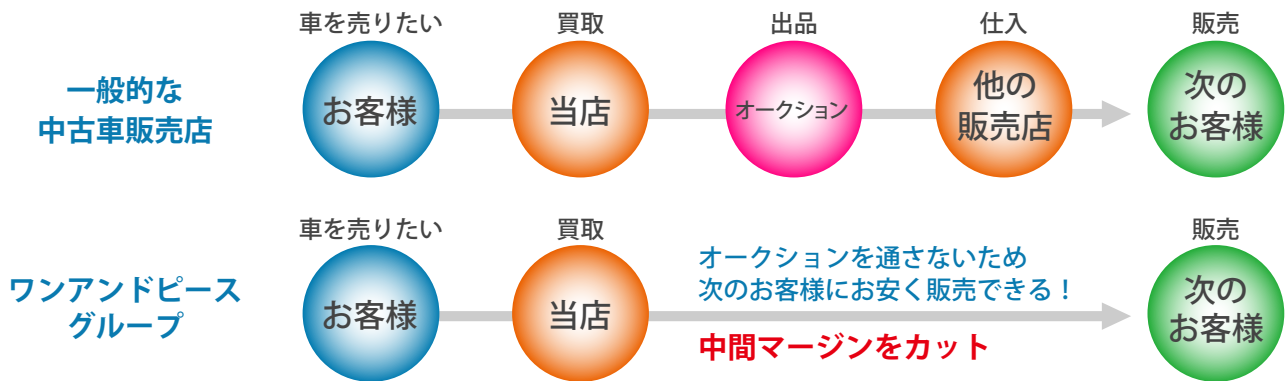 車を売りたい
買取
出品
仕入
販売
一般的な
中古車販売店
お客様
当店
オークション
他の
販売店
次の
お客様
車を売りたい
買取
販売
ワンアンドピース
グループ
お客様
当店
オークションを通さないため
次のお客様にお安く販売できる！
中間マージンをカット
次の
お客様